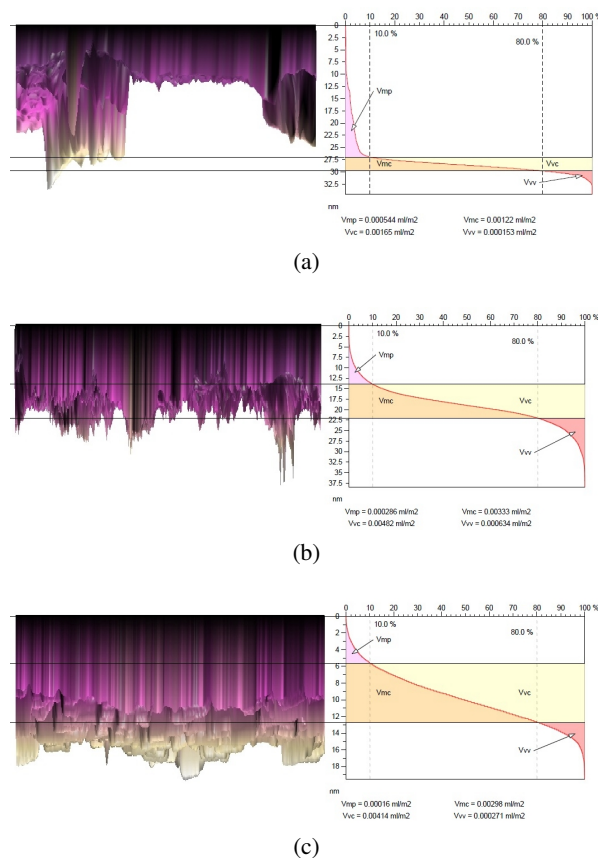 0 10 20 30 40 50 60 70 80 90 100 %
0
2.5
5
7.5
10
12.5
15
17.5
20
22.5
25
27.5
30
32.5
nm
10.0 %
80.0 %
Vmp
Vmc
Vvc
Vvv
Vmp = 0.000544 ml/m2 Vmc = 0.00122 ml/m2
Vvc = 0.00165 ml/m2 Vvv = 0.000153 ml/m2
(a)
0 10 20 30 40 50 60 70 80 90 100 %
0
2.5
5
7.5
10
12.5
15
17.5
20
22.5
25
27.5
30
32.5
35
37.5
nm
10.0 %
80.0 %
Vmp
Vmc
Vvc
Vvv
Vmp = 0.000286 ml/m2 Vmc = 0.00333 ml/m2
Vvc = 0.00482 ml/m2 Vvv = 0.000634 ml/m2
(b)
0 10 20 30 40 50 60 70 80 90 100 %
0
2
4
6
8
10
12
14
16
18
nm
10.0 %
80.0 %
Vmp
Vmc
Vvc
Vvv
Vmp = 0.00016 ml/m2 Vmc = 0.00298 ml/m2
Vvc = 0.00414 ml/m2 Vvv = 0.000271 ml/m2
(c)